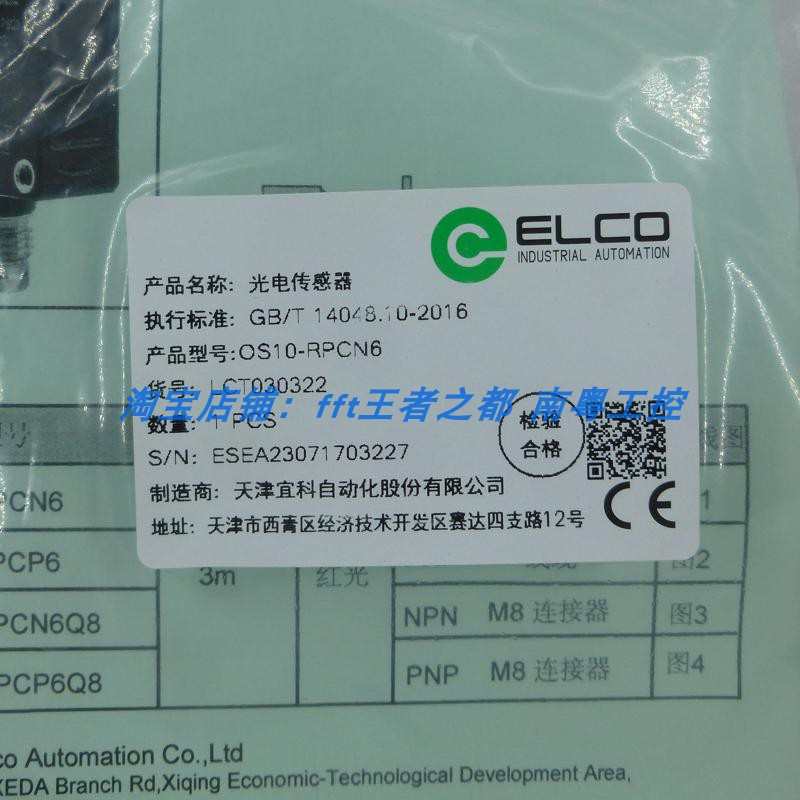 ELCO
INDUSTRIAL AUTOMATION
产品名称: 光电传感器
执行标准: GB/T 14048.10-2016
产品型号:OS10-RPCN6
货号: LCT030322
淘宝店铺: fft王者之都 南粤工控
数量: 1 PCS
检验
合格
S/N: ESEA23071703227
制造商: 天津宜科自动化股份有限公司
地址: 天津市西青区经济技术开发区赛达四支路12号
CE
号
图
PCN6
1
PCP6
3m
红光
图2
PCN6Q8
NPN M8 连接器 图3
PCP6Q8
PNP M8 连接器 图4
co Automation Co.,Ltd
XEDA Branch Rd,Xiqing Economic-Technological Development Area,